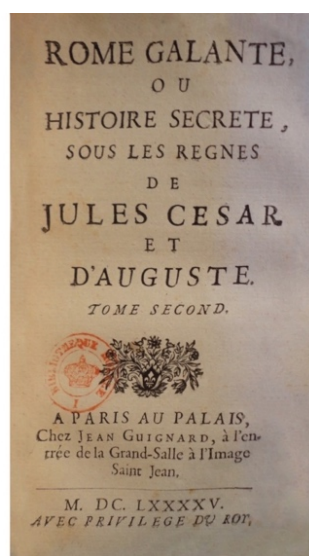 ROME GALANTE,
OU
HISTOIRE SECRETE,
SOUS LES REGNES
DE
JULES CESAR
ET
D'AUGUSTE.
TOME SECOND.
A PARIS AU PALAIS,
Chez JEAN GUIGNARD, à l'en-
trée de la Grand-Salle à l'Image
Saint Jean.
M. DC. LXXXXV.
AVEC PRIVILEGE DU ROY,